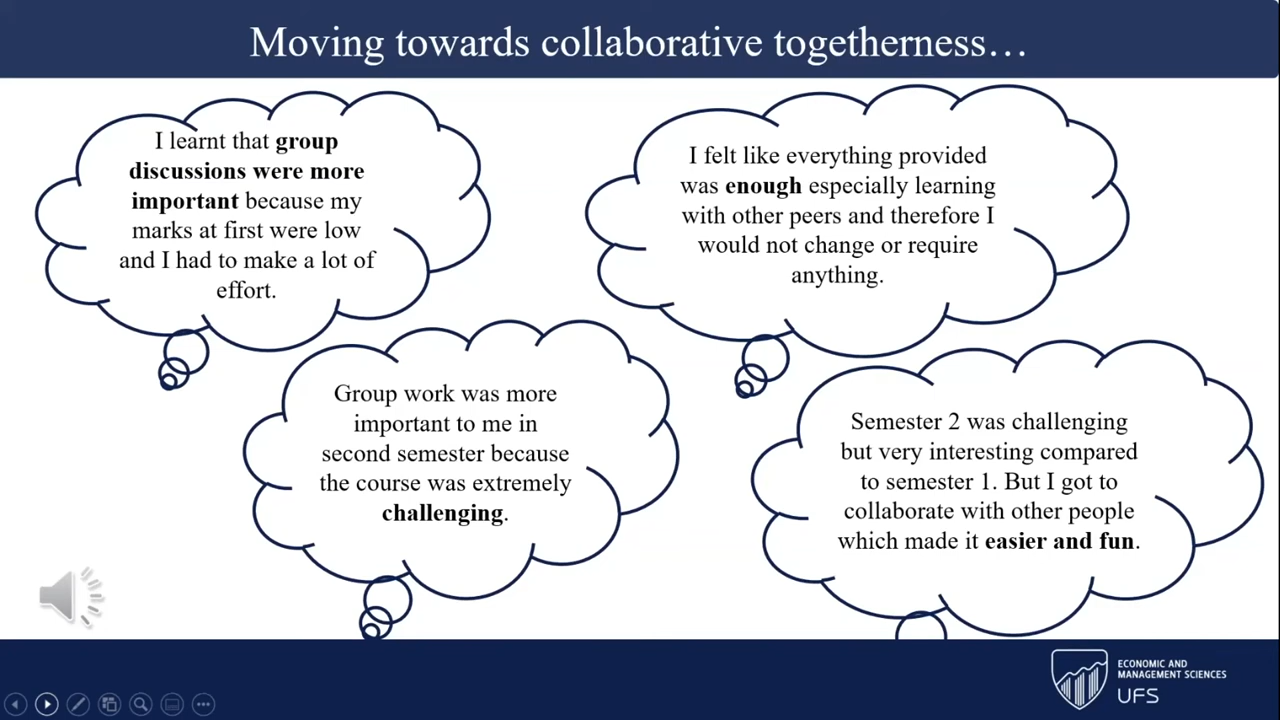 Moving towards collaborative togetherness…
I learnt that group
discussions were more
important because my
marks at first were low
and I had to make a lot of
effort.
I felt like everything provided
was enough especially learning
with other peers and therefore I
would not change or require
anything.
Group work was more
important to me in
second semester because
the course was extremely
challenging.
Semester 2 was challenging
but very interesting compared
to semester 1. But I got to
collaborate with other people
which made it easier and fun.
ECONOMIC AND
MANAGEMENT SCIENCES
UFS